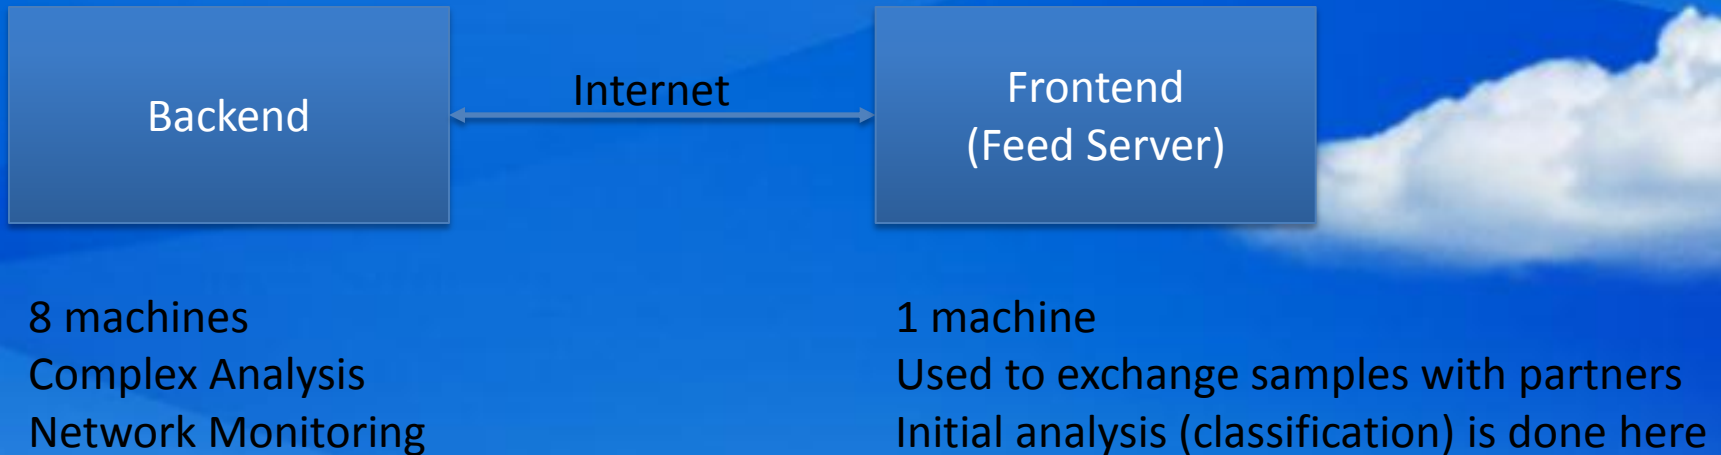 Backend
Internet
Frontend
(Feed Server)
8 machines
Complex Analysis
Network Monitoring
1 machine
Used to exchange samples with partners
Initial analysis (classification) is done here